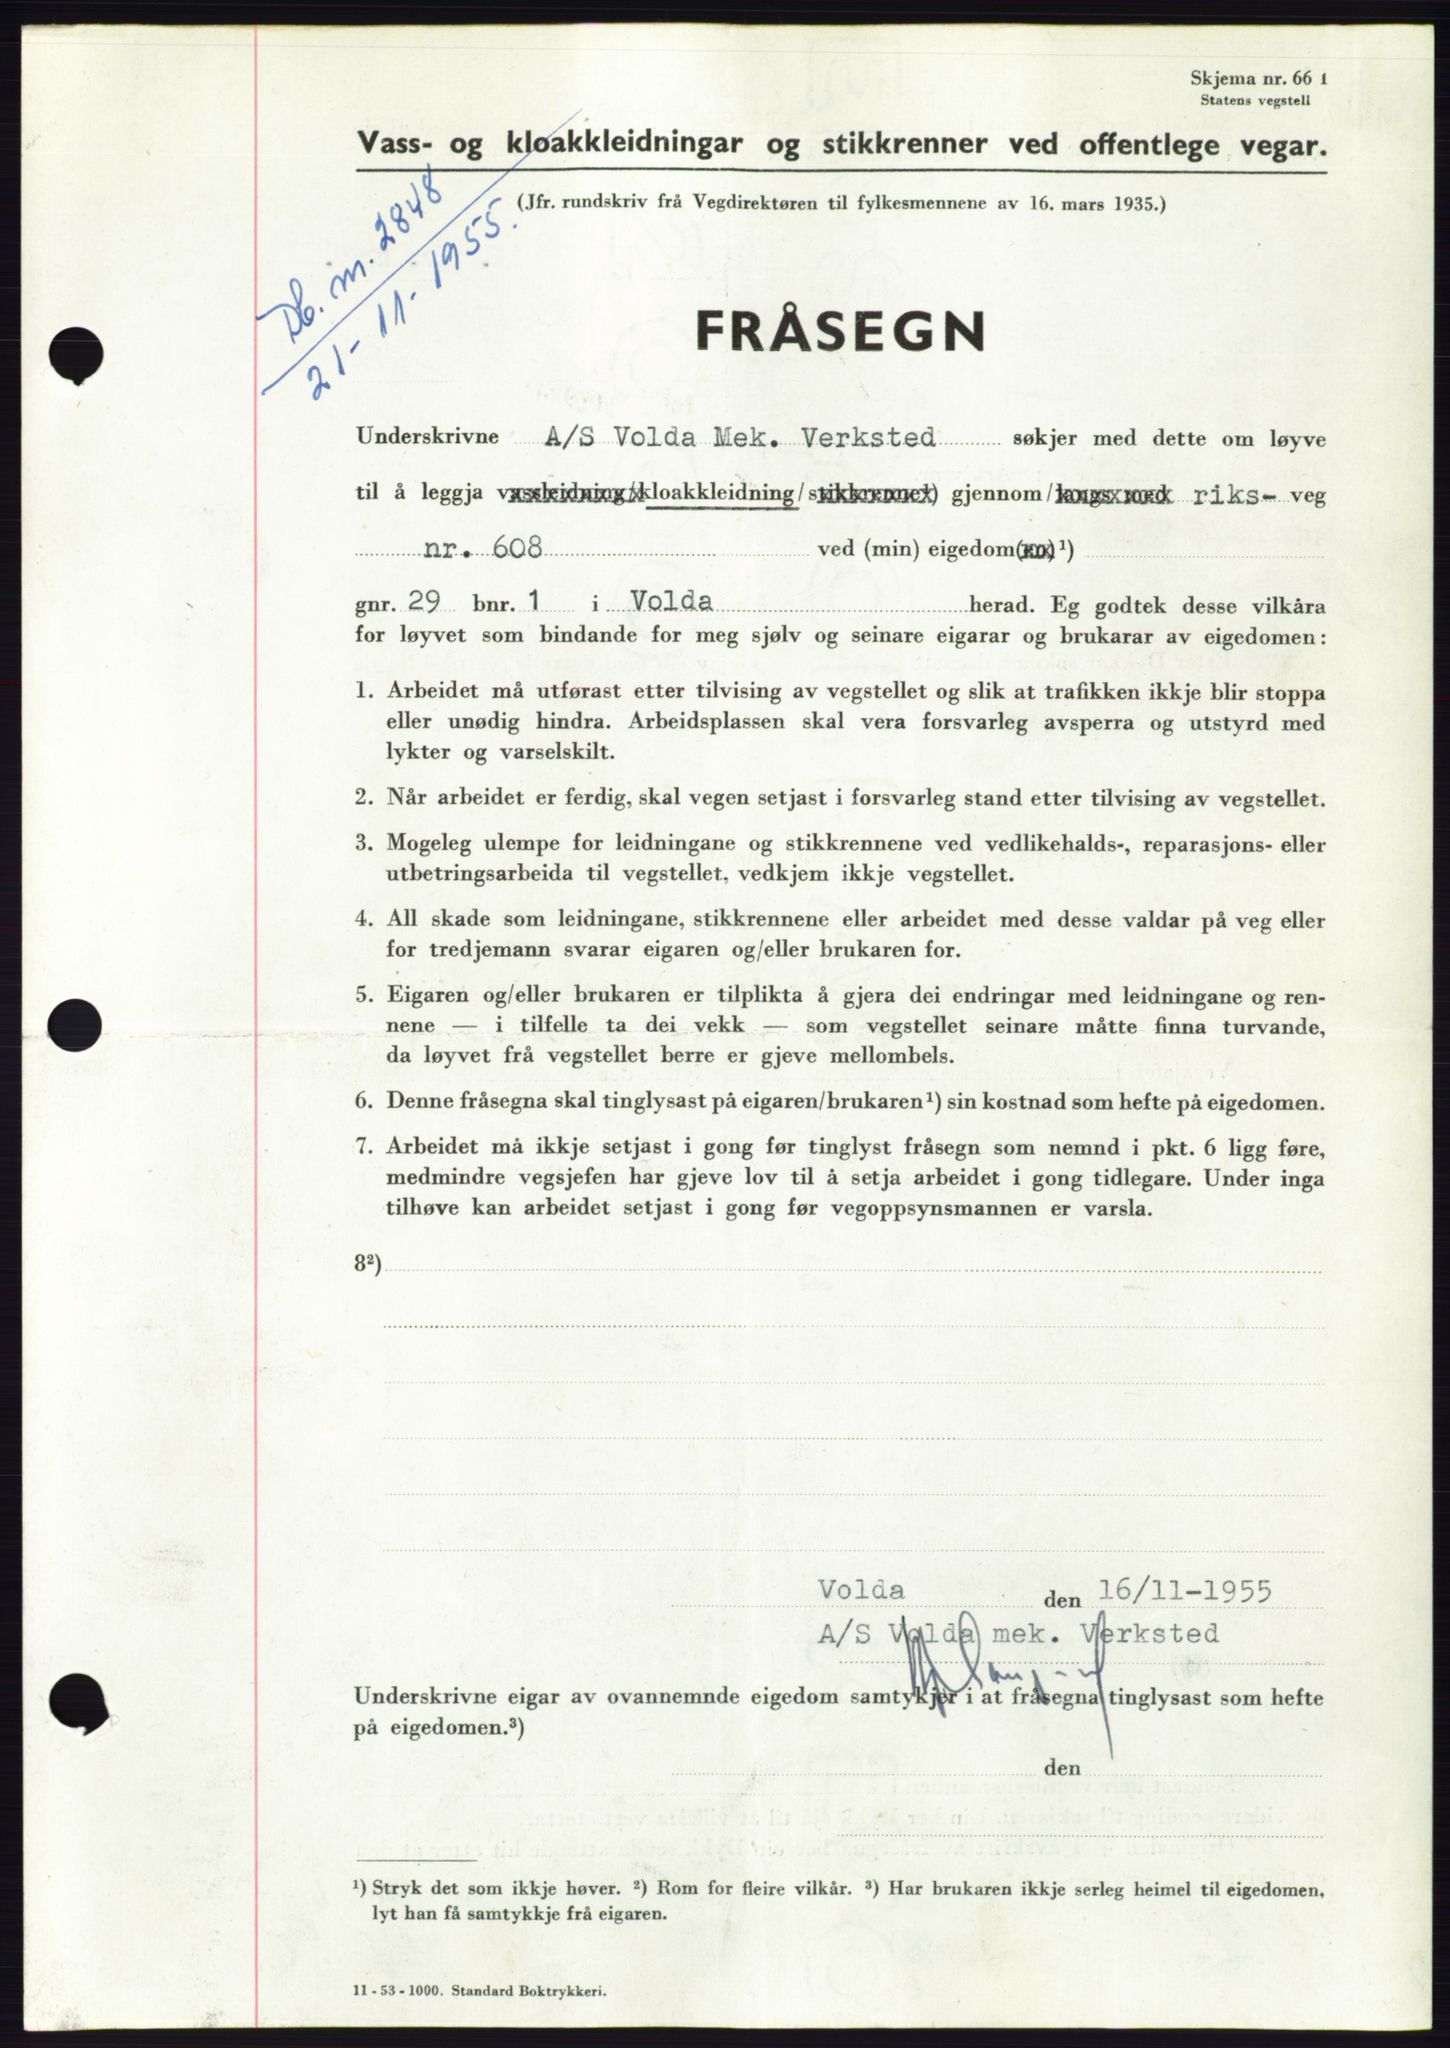 Skjema nr. 66 1
Statens vegstell
Vass- og kloakkleidningar og stikkrenner ved offentlege vegar.
(Jfr. rundskriv frå Vegdirektøren til fylkesmennene av 16. mars 1935.)
Db. nr. 2848
21-11-1955.
FRÅSEGN
Underskrivne A/S Volda Mek. Verksted søkjer med dette om løyve
til å leggja vassleidning/kloakkleidning/stikkrenne¹) gjennom/langs med riks- veg
nr. 608 ved (min) eigedom(en)¹)
gnr. 29 bnr. 1 i Volda herad. Eg godtek desse vilkåra
for løyvet som bindande for meg sjølv og seinare eigarar og brukarar av eigedomen:
1. Arbeidet må utførast etter tilvising av vegstellet og slik at trafikken ikkje blir stoppa
eller unødig hindra. Arbeidsplassen skal vera forsvarleg avsperra og utstyrd med
lykter og varselskilt.
2. Når arbeidet er ferdig, skal vegen setjast i forsvarleg stand etter tilvising av vegstellet.
3. Mogeleg ulempe for leidningane og stikkrennene ved vedlikehalds-, reparasjons- eller
utbetringsarbeida til vegstellet, vedkjem ikkje vegstellet.
4. All skade som leidningane, stikkrennene eller arbeidet med desse valdar på veg eller
for tredjemann svarar eigaren og/eller brukaren for.
5. Eigaren og/eller brukaren er tilplikta å gjera dei endringar med leidningane og ren-
nene — i tilfelle ta dei vekk — som vegstellet seinare måtte finna turvande,
da løyvet frå vegstellet berre er gjeve mellombels.
6. Denne fråsegna skal tinglysast på eigaren/brukaren¹) sin kostnad som hefte på eigedomen.
7. Arbeidet må ikkje setjast i gong før tinglyst fråsegn som nemnd i pkt. 6 ligg føre,
medmindre vegsjefen har gjeve lov til å setja arbeidet i gong tidlegare. Under inga
tilhøve kan arbeidet setjast i gong før vegoppsynsmannen er varsla.
8²)
Volda den 16/11-1955
A/S Volda mek. Verksted
Underskrivne eigar av ovannemnde eigedom samtykjer i at fråsegna tinglysast som hefte
på eigedomen.³)
den
¹) Stryk det som ikkje høver. ²) Rom for fleire vilkår. ³) Har brukaren ikkje serleg heimel til eigedomen,
lyt han få samtykkje frå eigaren.
11 - 53 - 1000. Standard Boktrykkeri.